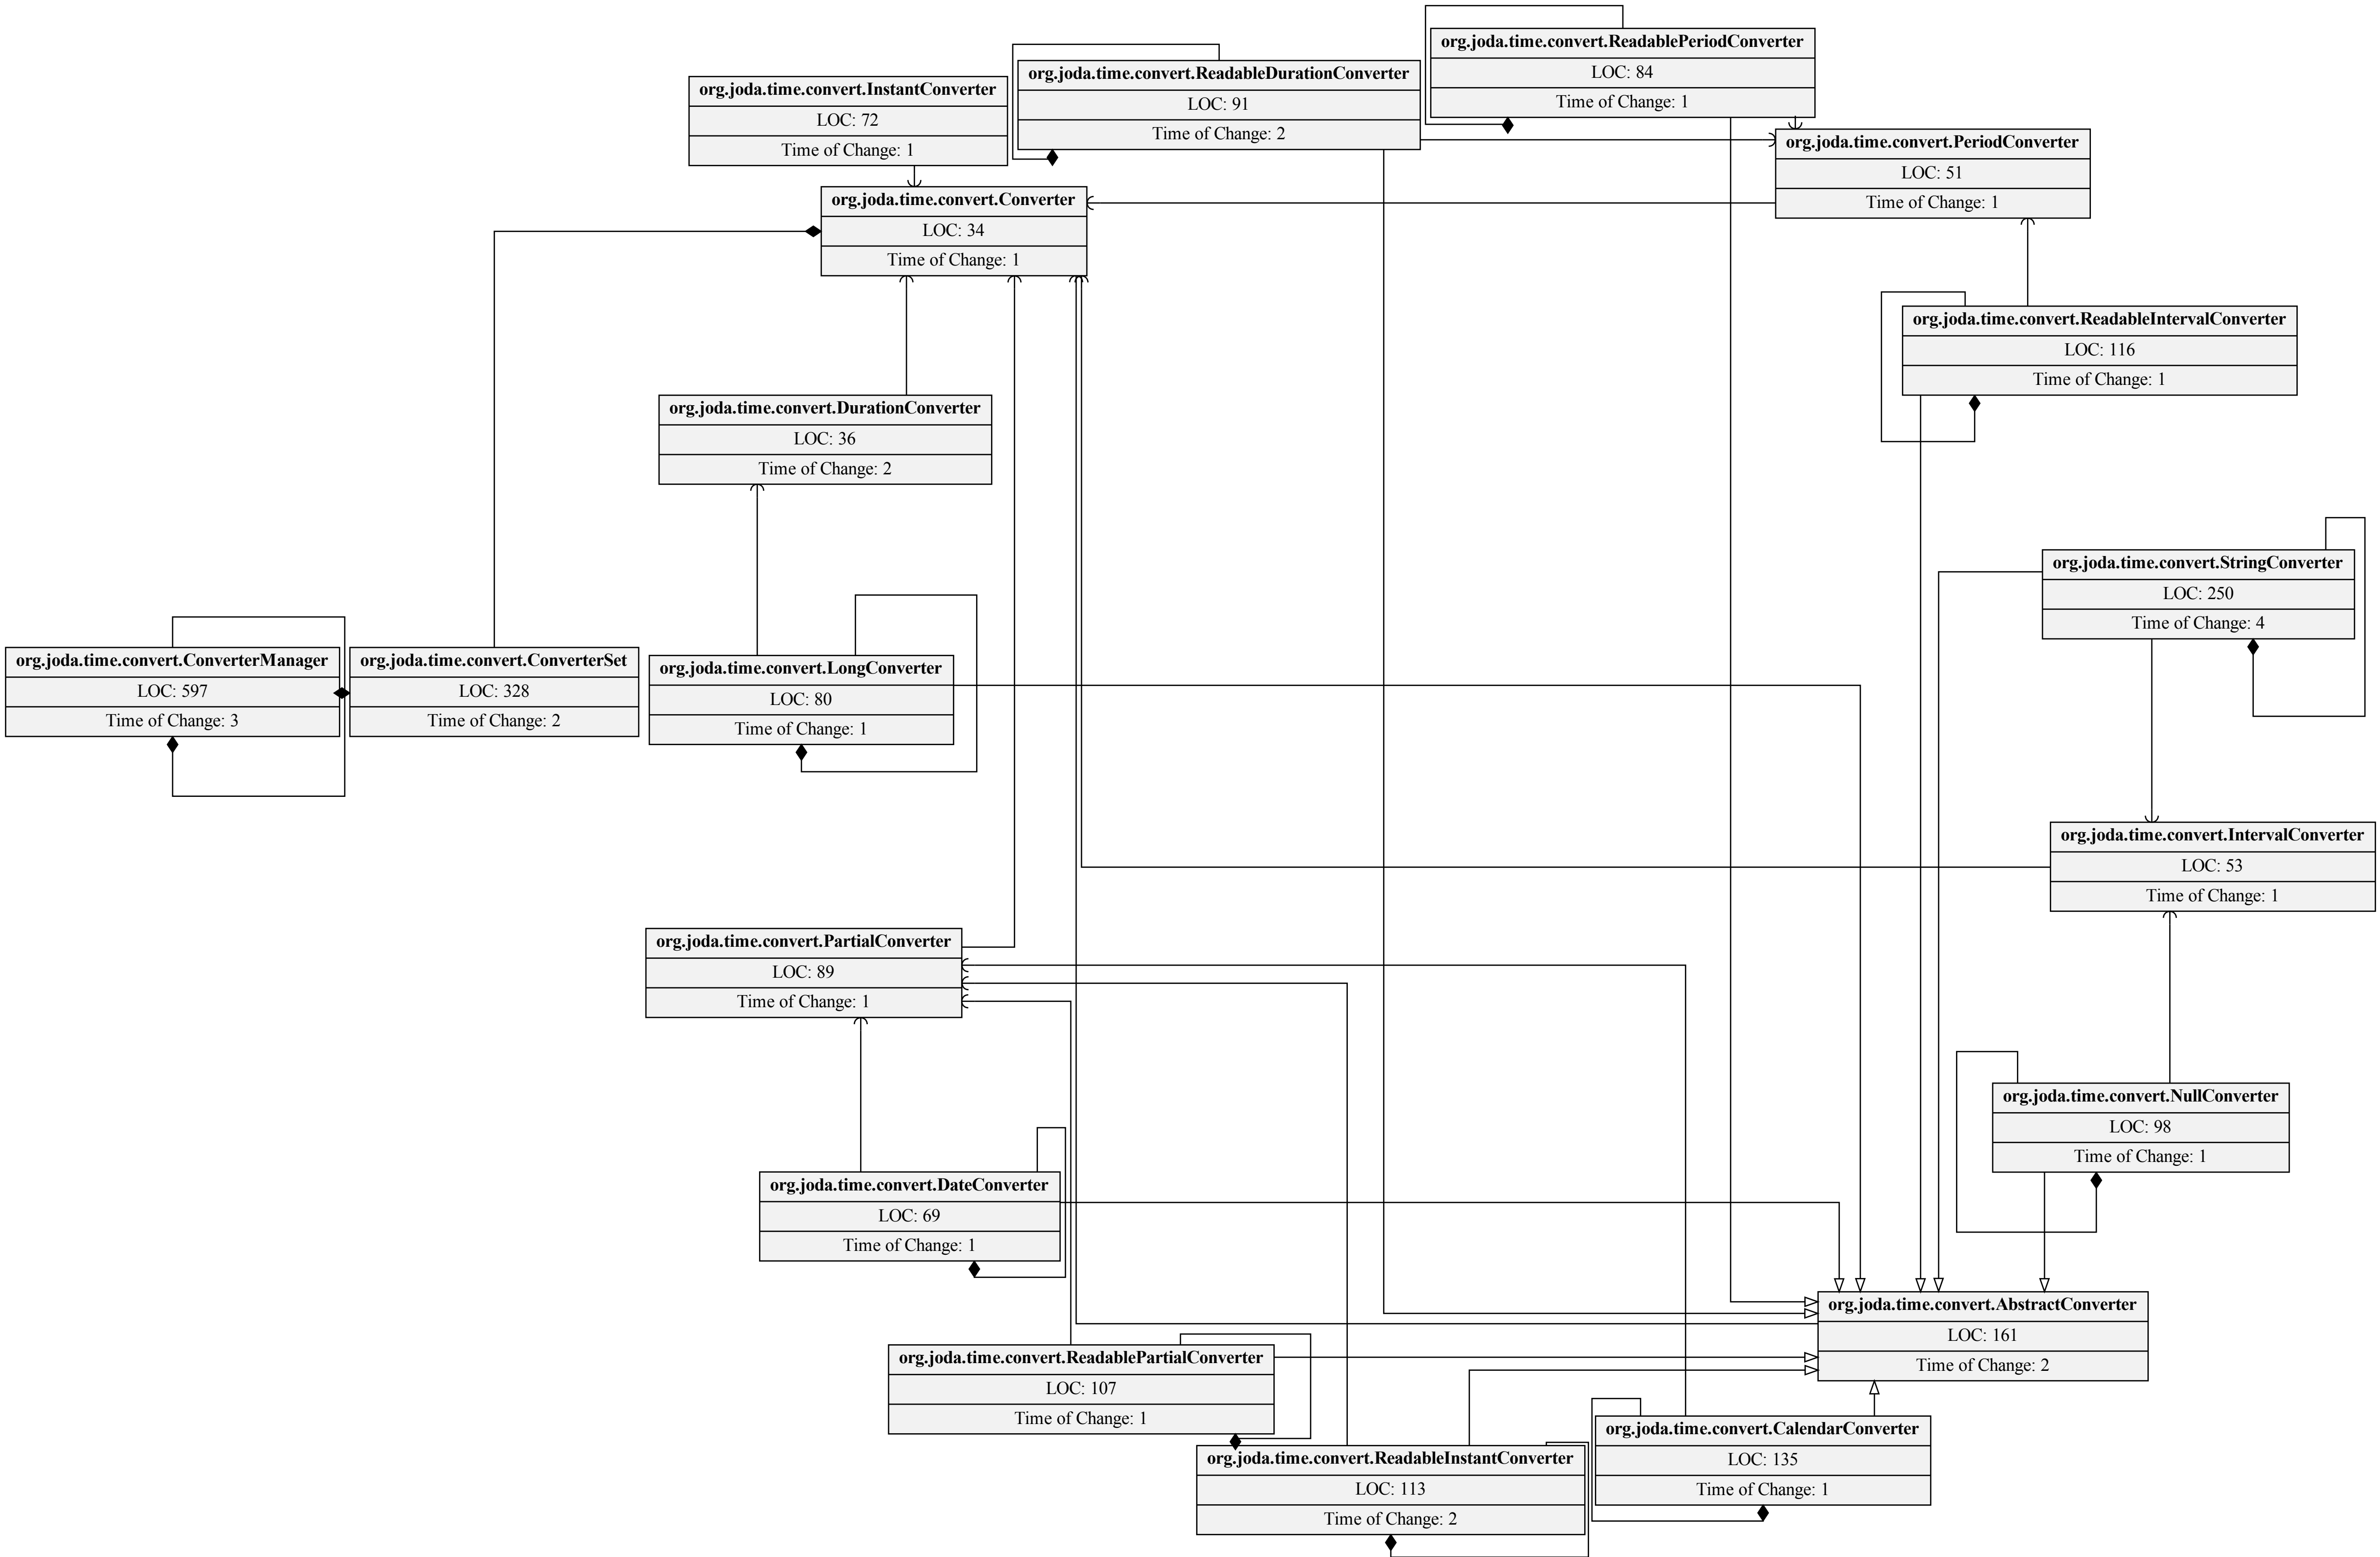 org.joda.time.convert.ReadablePeriodConverter
LOC: 84
Time of Change: 1
org.joda.time.convert.ReadableDurationConverter
LOC: 91
Time of Change: 2
org.joda.time.convert.InstantConverter
LOC: 72
Time of Change: 1
org.joda.time.convert.PeriodConverter
LOC: 51
Time of Change: 1
org.joda.time.convert.Converter
LOC: 34
Time of Change: 1
org.joda.time.convert.ReadableIntervalConverter
LOC: 116
Time of Change: 1
org.joda.time.convert.DurationConverter
LOC: 36
Time of Change: 2
org.joda.time.convert.StringConverter
LOC: 250
Time of Change: 4
org.joda.time.convert.ConverterManager
LOC: 597
Time of Change: 3
org.joda.time.convert.ConverterSet
LOC: 328
Time of Change: 2
org.joda.time.convert.LongConverter
LOC: 80
Time of Change: 1
org.joda.time.convert.IntervalConverter
LOC: 53
Time of Change: 1
org.joda.time.convert.PartialConverter
LOC: 89
Time of Change: 1
org.joda.time.convert.NullConverter
LOC: 98
Time of Change: 1
org.joda.time.convert.DateConverter
LOC: 69
Time of Change: 1
org.joda.time.convert.AbstractConverter
LOC: 161
Time of Change: 2
org.joda.time.convert.ReadablePartialConverter
LOC: 107
Time of Change: 1
org.joda.time.convert.CalendarConverter
LOC: 135
Time of Change: 1
org.joda.time.convert.ReadableInstantConverter
LOC: 113
Time of Change: 2